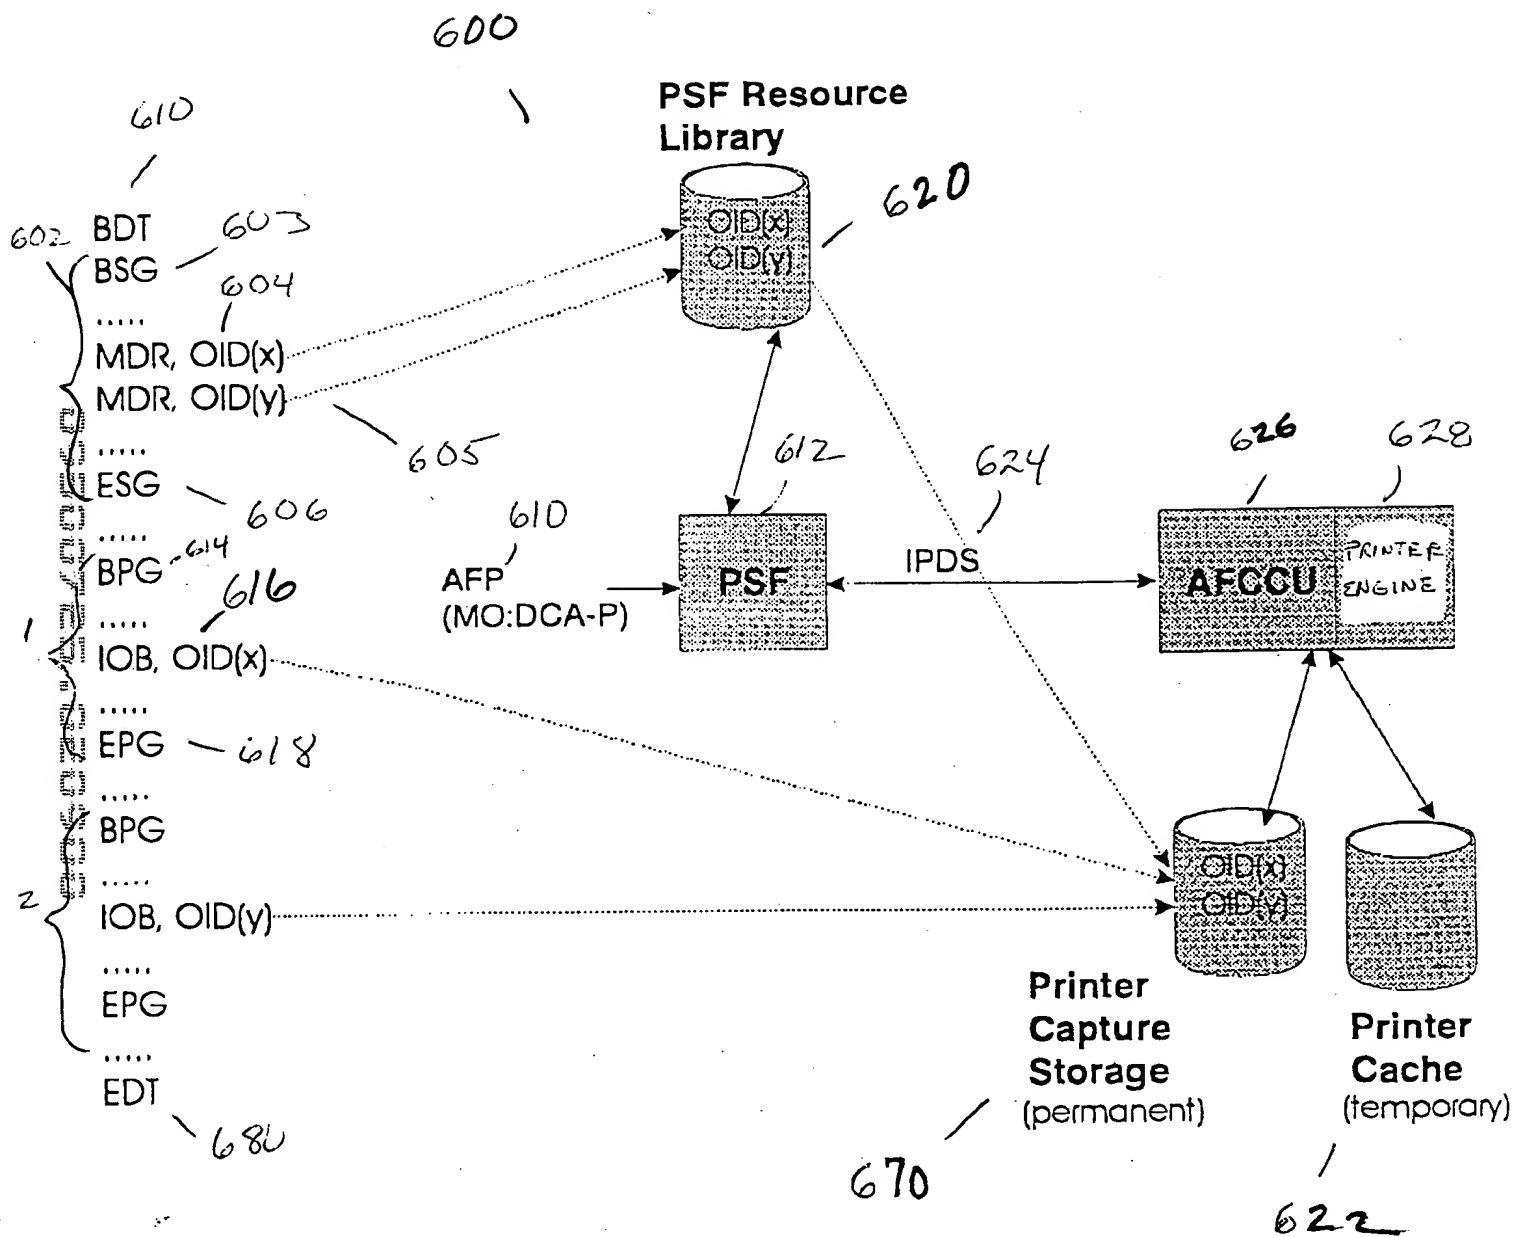 600
610
PSF Resource
Library
620
OID(x)
OID(y)
602
BDT
603
BSG
604
.....
MDR, OID(x)
MDR, OID(y)
605
.....
ESG
606
.....
BPG
614
616
.....
1
IOB, OID(x)
.....
EPG
618
.....
BPG
.....
2
IOB, OID(y)
.....
EPG
.....
EDT
680
610
AFP
(MO:DCA-P)
612
PSF
624
IPDS
626
628
AFCCU
PRINTER
ENGINE
OID(x)
OID(y)
Printer
Capture
Storage
(permanent)
670
Printer
Cache
(temporary)
622